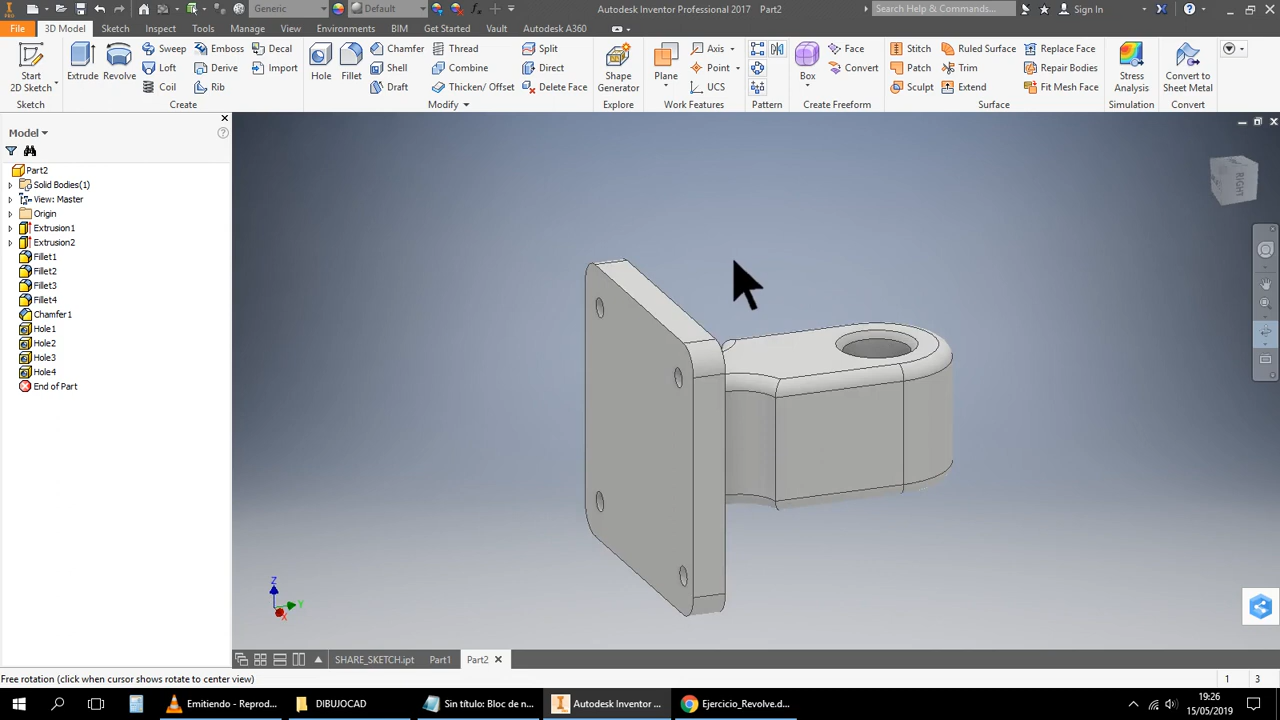 PRO
Generic
Default
Autodesk Inventor Professional 2017 Part2
Search Help & Commands...
Sign In
File 3D Model Sketch Inspect Tools Manage View Environments BIM Get Started Vault Autodesk A360
Start
2D Sketch
Sketch
Extrude
Revolve
Sweep
Emboss
Decal
Loft
Derive
Import
Coil
Rib
Create
Hole
Fillet
Chamfer
Thread
Split
Shell
Combine
Direct
Draft
Thicken/ Offset
Delete Face
Modify
Shape
Generator
Explore
Plane
Axis
Point
UCS
Work Features
Pattern
Box
Face
Convert
Create Freeform
Stitch
Ruled Surface
Replace Face
Patch
Trim
Repair Bodies
Sculpt
Extend
Fit Mesh Face
Surface
Stress
Analysis
Simulation
Convert to
Sheet Metal
Convert
Model
Part2
Solid Bodies(1)
View: Master
Origin
Extrusion1
Extrusion2
Fillet1
Fillet2
Fillet3
Fillet4
Chamfer1
Hole1
Hole2
Hole3
Hole4
End of Part
RIGHT
Z
Y
X
SHARE_SKETCH.ipt Part1 Part2
Free rotation (click when cursor shows rotate to center view)
1 3
Emitiendo - Reprod...
DIBUJOCAD
Sin título: Bloc de n...
Autodesk Inventor ...
Ejercicio_Revolve.d...
19:26
15/05/2019
3